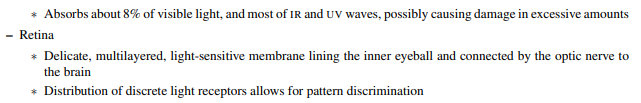 * Absorbs about 8% of visible light, and most of IR and UV waves, possibly causing damage in excessive amounts
– Retina
* Delicate, multilayered, light-sensitive membrane lining the inner eyeball and connected by the optic nerve to
the brain
* Distribution of discrete light receptors allows for pattern discrimination